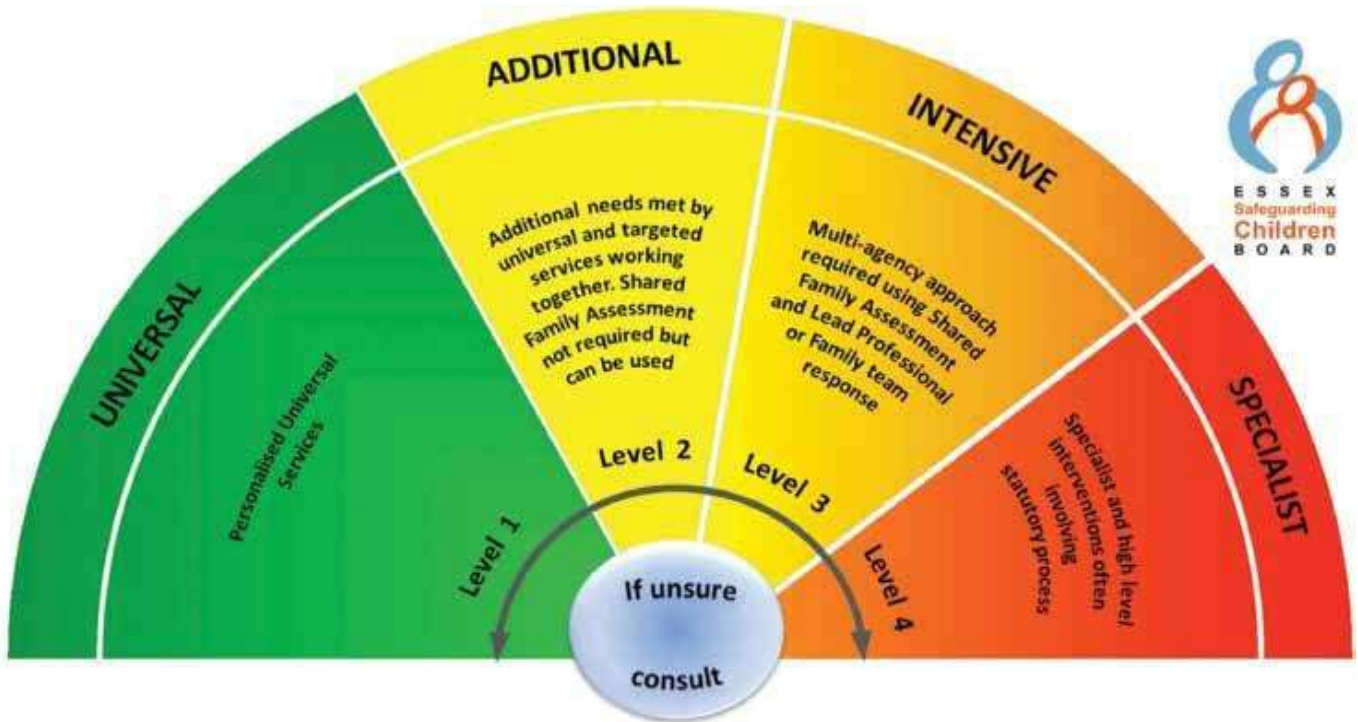 UNIVERSAL
Personalised Universal
Services
Level 1
ADDITIONAL
Additional needs met by
universal and targeted
services working
together. Shared
Family Assessment
not required but
can be used
Level 2
INTENSIVE
Multi-agency approach
required using Shared
Family Assessment
and Lead Professional
or Family team
response
Level 3
SPECIALIST
Specialist and high level
interventions often
involving
statutory process
Level 4
If unsure
consult
ESSEX
Safeguarding
Children
BOARD